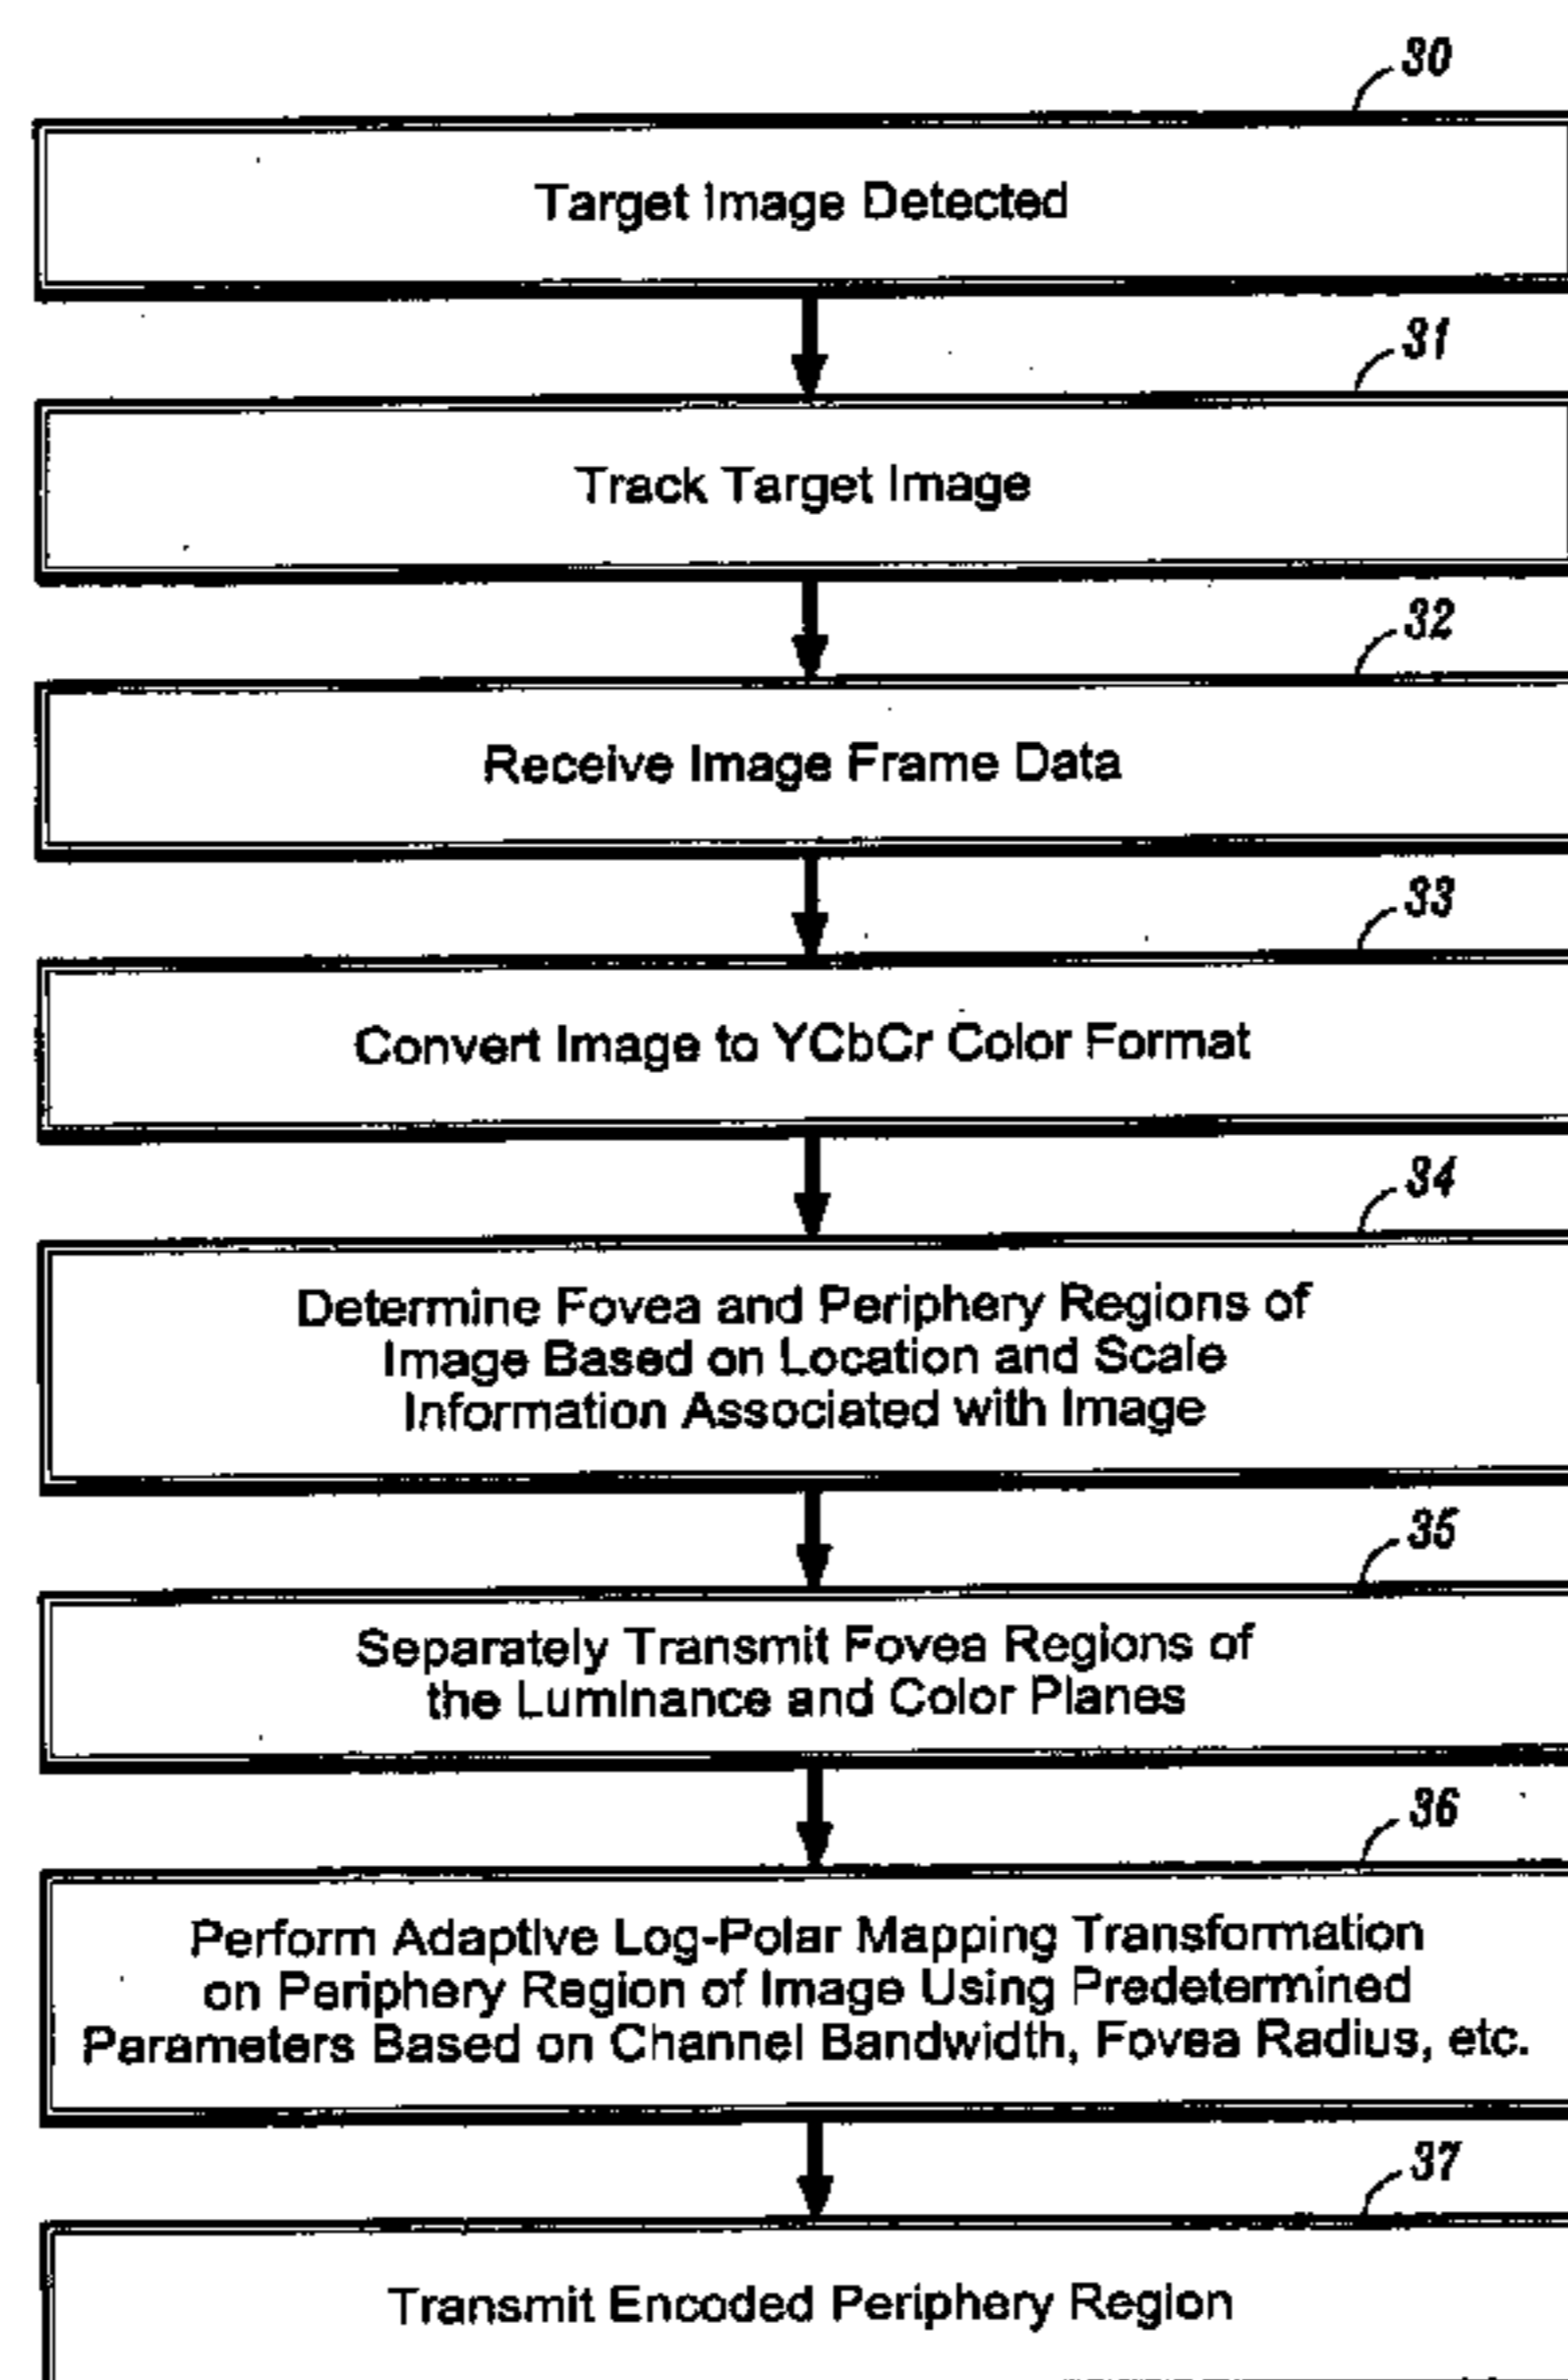 30
Target Image Detected
31
Track Target Image
32
Receive Image Frame Data
33
Convert Image to YCbCr Color Format
34
Determine Fovea and Periphery Regions of
Image Based on Location and Scale
Information Associated with Image
35
Separately Transmit Fovea Regions of
the Luminance and Color Planes
36
Perform Adaptive Log-Polar Mapping Transformation
on Periphery Region of Image Using Predetermined
Parameters Based on Channel Bandwidth, Fovea Radius, etc.
37
Transmit Encoded Periphery Region